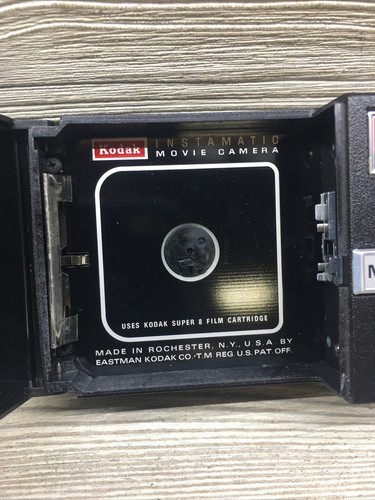 Kodak INSTAMATIC
MOVIE CAMERA
USES KODAK SUPER 8 FILM CARTRIDGE
MADE IN ROCHESTER, N.Y., U.S.A BY
EASTMAN KODAK CO.·T.M. REG. U.S. PAT. OFF.